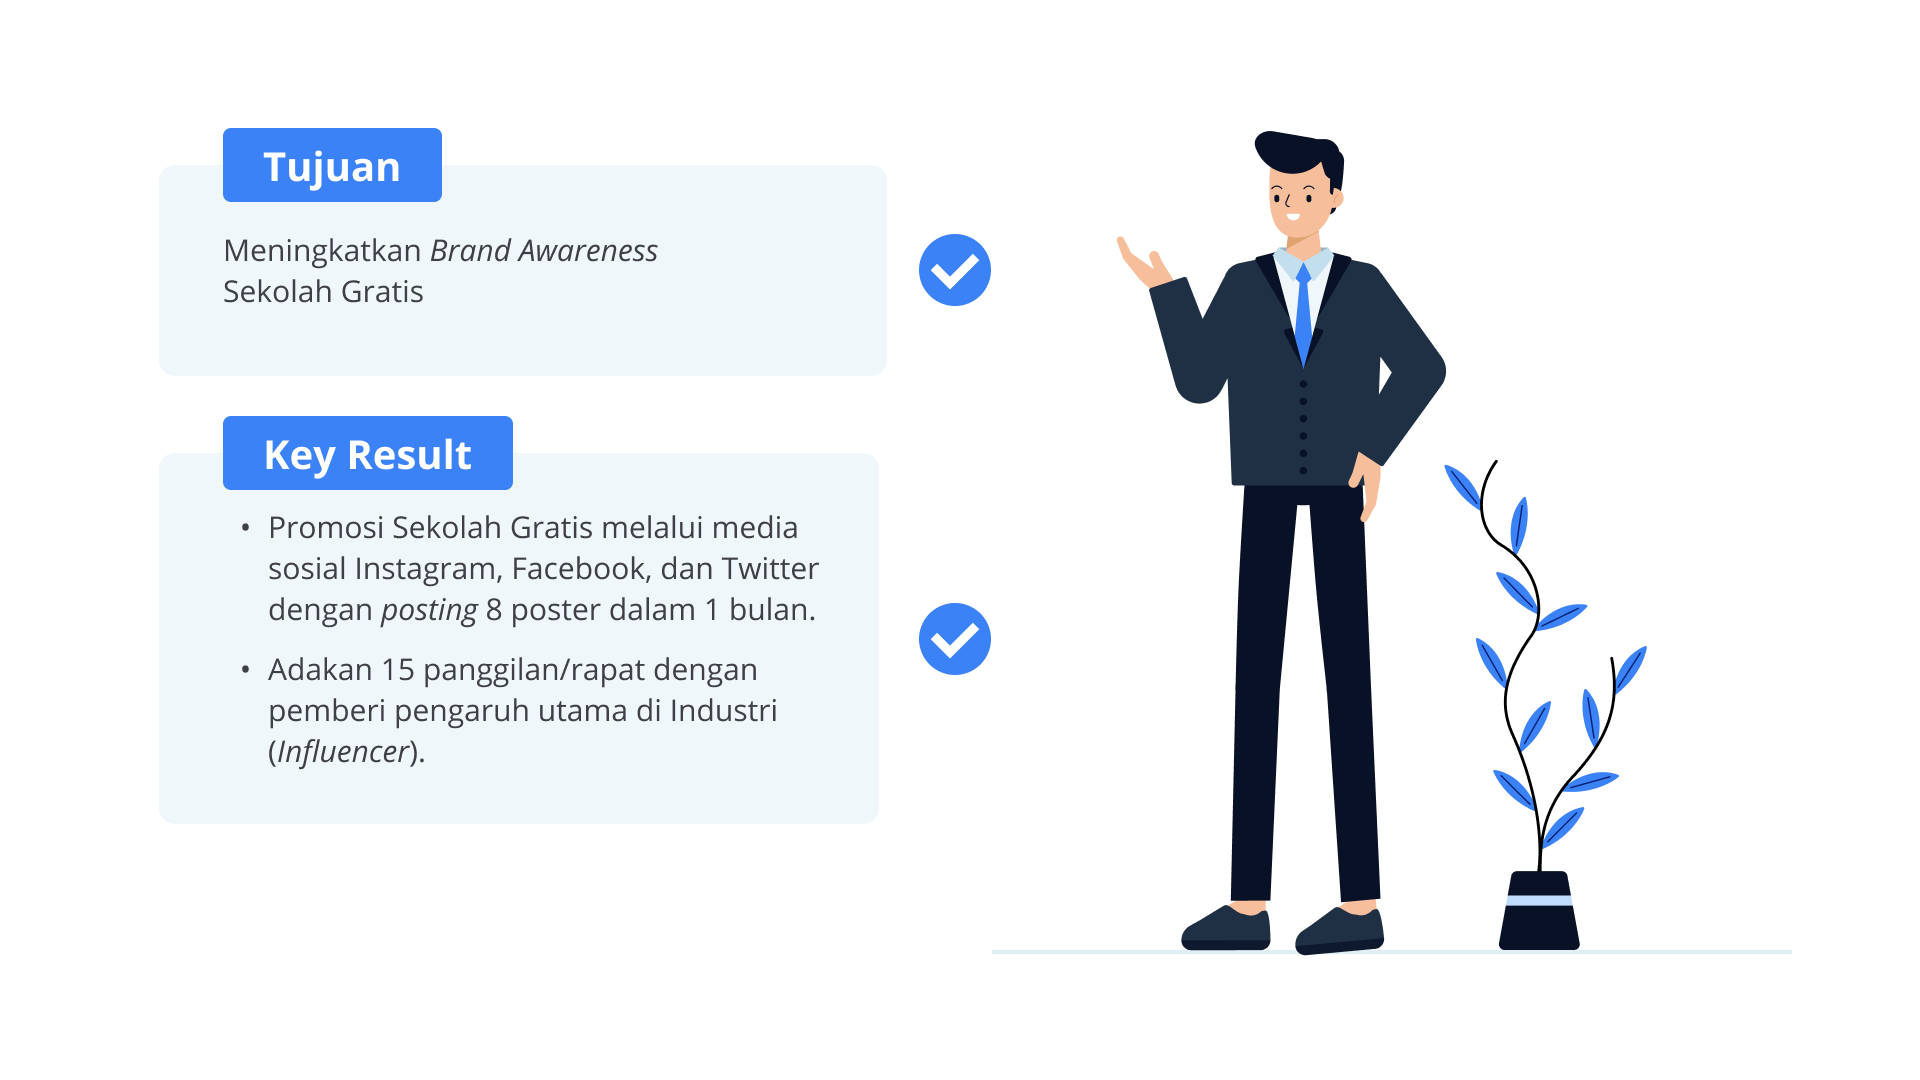 Tujuan
Meningkatkan Brand Awareness
Sekolah Gratis
Key Result
• Promosi Sekolah Gratis melalui media
sosial Instagram, Facebook, dan Twitter
dengan posting 8 poster dalam 1 bulan.
• Adakan 15 panggilan/rapat dengan
pemberi pengaruh utama di Industri
(Influencer).